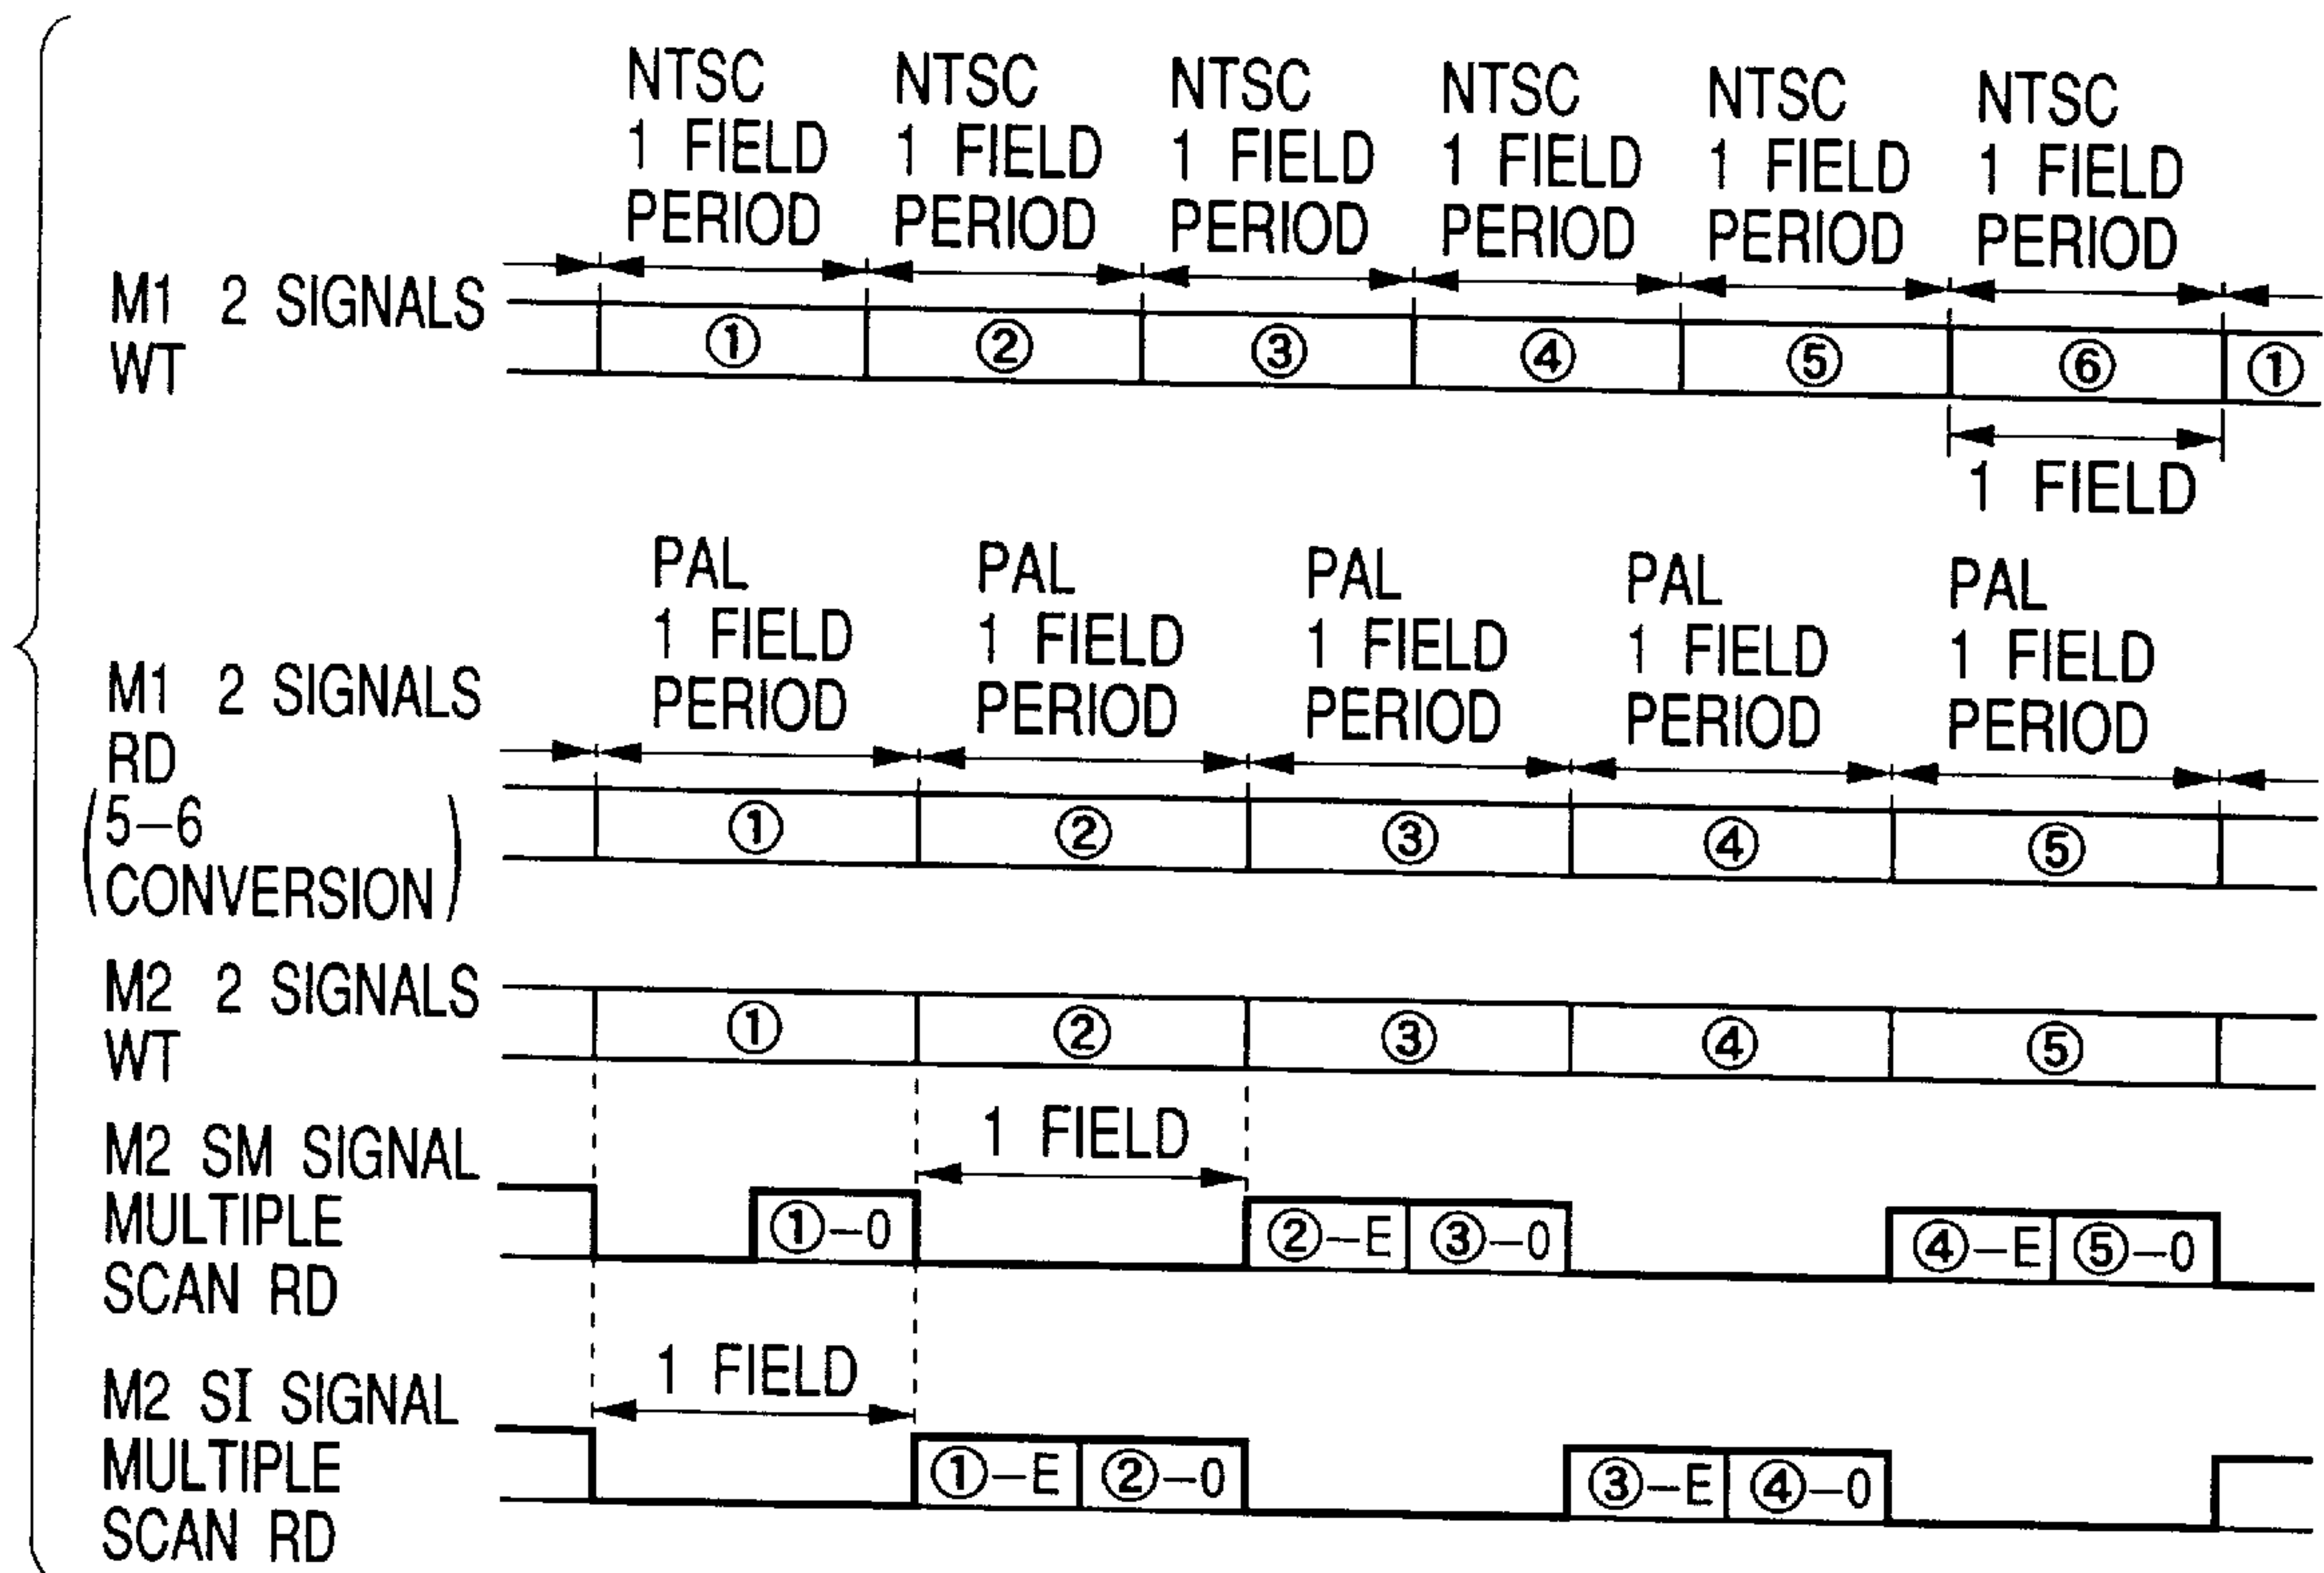 NTSC NTSC NTSC NTSC NTSC NTSC
1 FIELD 1 FIELD 1 FIELD 1 FIELD 1 FIELD 1 FIELD
PERIOD PERIOD PERIOD PERIOD PERIOD PERIOD
M1 2 SIGNALS
WT
① ② ③ ④ ⑤ ⑥ ①
1 FIELD
PAL PAL PAL PAL PAL
1 FIELD 1 FIELD 1 FIELD 1 FIELD 1 FIELD
PERIOD PERIOD PERIOD PERIOD PERIOD
M1 2 SIGNALS
RD
(5-6
CONVERSION)
① ② ③ ④ ⑤
M2 2 SIGNALS
WT
① ② ③ ④ ⑤
M2 SM SIGNAL
MULTIPLE
SCAN RD
1 FIELD
①-O ②-E ③-O ④-E ⑤-O
M2 SI SIGNAL
MULTIPLE
SCAN RD
1 FIELD
①-E ②-O ③-E ④-O